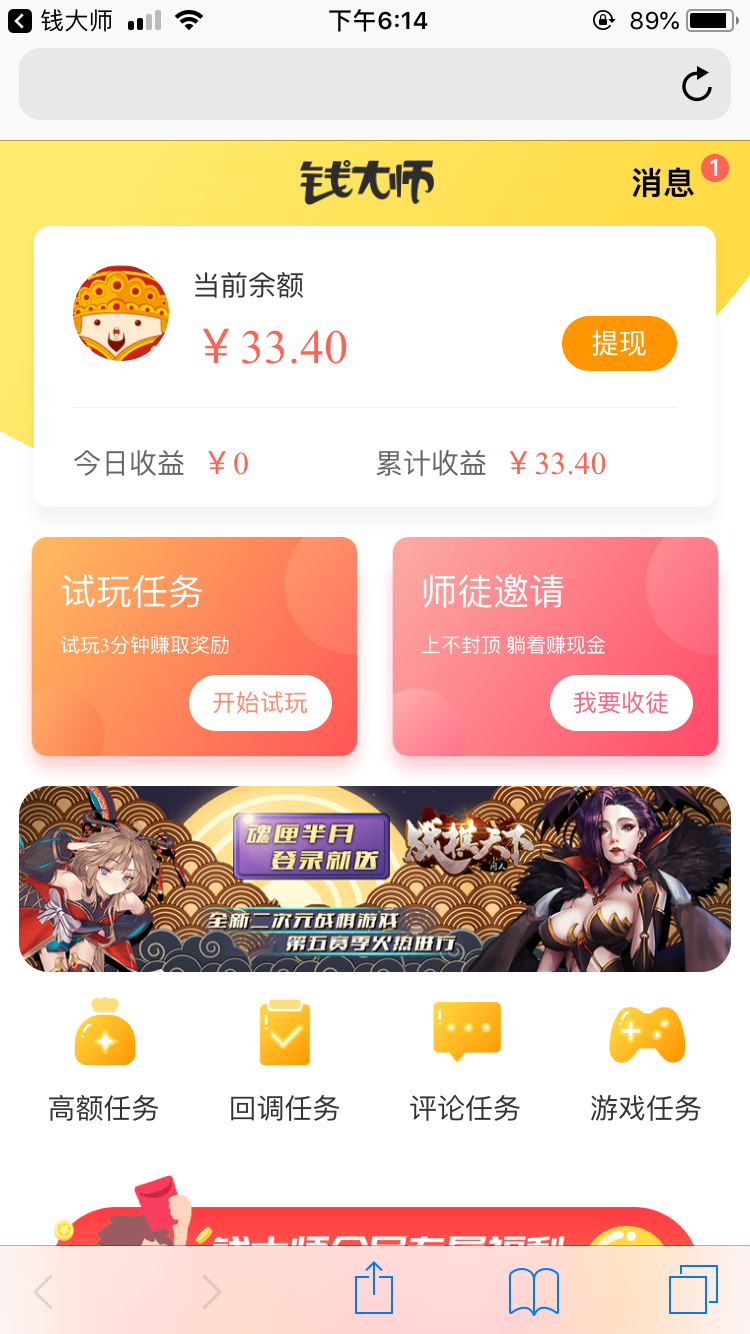 钱大师
下午6:14
89%
钱大师
消息
1
当前余额
¥33.40
提现
今日收益 ¥0
累计收益 ¥33.40
试玩任务
试玩3分钟赚取奖励
开始试玩
师徒邀请
上不封顶 躺着赚现金
我要收徒
魂匣半月
登录就送
战棋天下
闲人
全新二次元战棋游戏
第五赛季火热进行
高额任务
回调任务
评论任务
游戏任务